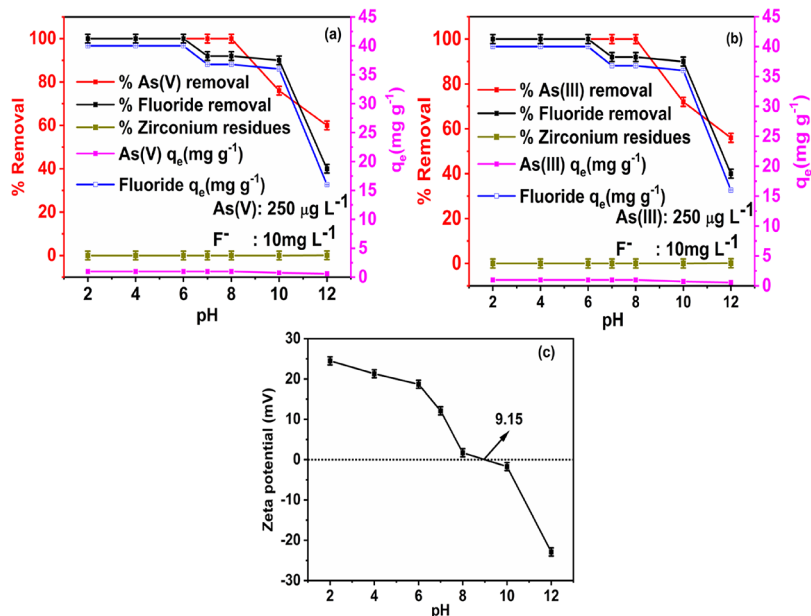 (a)
% Removal
100
80
60
40
20
0
% As(V) removal
% Fluoride removal
% Zirconium residues
As(V) qe(mg g-1)
Fluoride qe(mg g-1)
As(V): 250 μg L-1
F- : 10mg L-1
45
40
35
30
25
20
15
10
5
0
qe(mg g-1)
2 4 6 8 10 12
pH
(b)
% Removal
100
80
60
40
20
0
% As(III) removal
% Fluoride removal
% Zirconium residues
As(III) qe(mg g-1)
Fluoride qe(mg g-1)
As(III): 250 μg L-1
F- : 10mg L-1
45
40
35
30
25
20
15
10
5
0
qe(mg g-1)
2 4 6 8 10 12
pH
(c)
Zeta potential (mV)
30
20
10
0
-10
-20
-30
9.15
2 4 6 8 10 12
pH